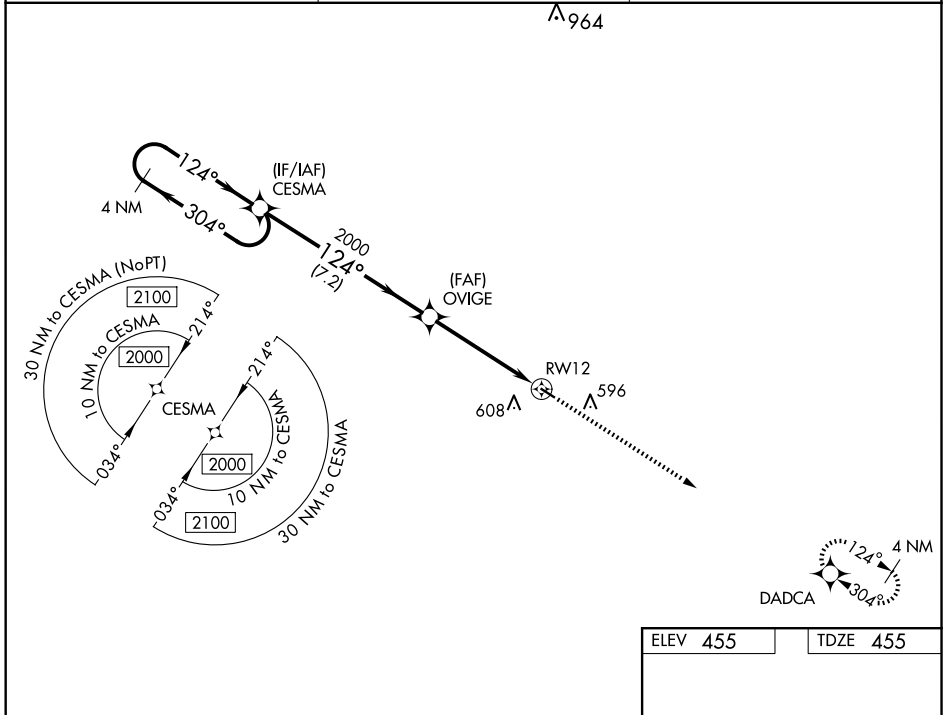 964
124°
304°
4 NM
(IF/IAF)
CESMA
2000
124°
(7.2)
(FAF)
OVIGE
RW12
608
596
30 NM to CESMA (NoPT)
2100
214°
10 NM to CESMA
2000
034°
CESMA
214°
2000
10 NM to CESMA
034°
2100
30 NM to CESMA
124°
4 NM
304°
DADCA
ELEV 455
TDZE 455